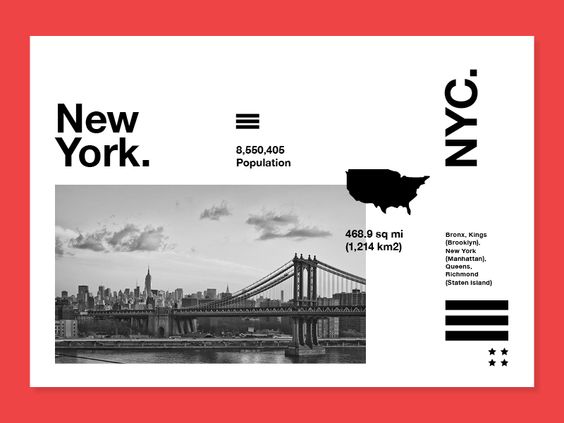 New
York.
8,550,405
Population
NYC.
468.9 sq mi
(1,214 km2)
Bronx, Kings
(Brooklyn),
New York
(Manhattan),
Queens,
Richmond
(Staten Island)